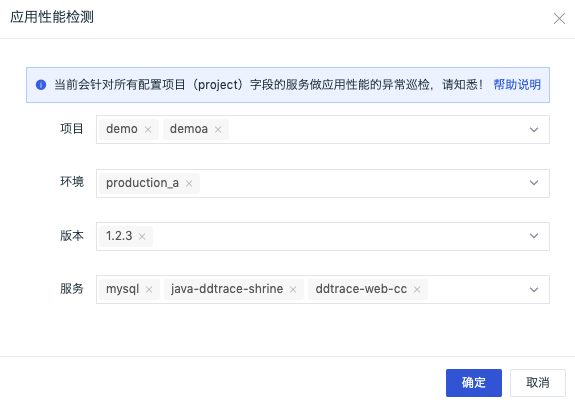 应用性能检测
当前会针对所有配置项目（project）字段的服务做应用性能的异常巡检，请知悉！ 帮助说明
项目 demo demoa
环境 production_a
版本 1.2.3
服务 mysql java-ddtrace-shrine ddtrace-web-cc
确定 取消